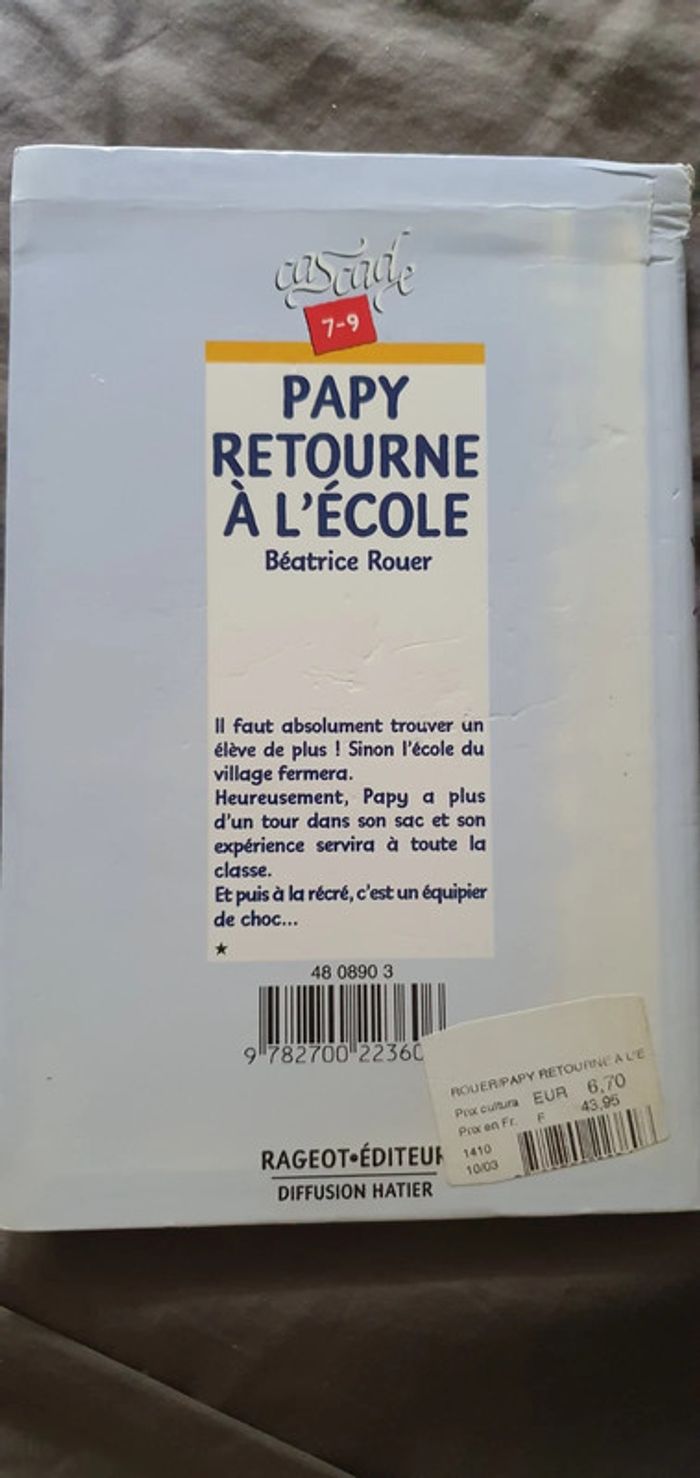 cascade
7-9
PAPY
RETOURNE
À L'ÉCOLE
Béatrice Rouer
Il faut absolument trouver un
élève de plus ! Sinon l'école du
village fermera.
Heureusement, Papy a plus
d'un tour dans son sac et son
expérience servira à toute la
classe.
Et puis à la récré, c'est un équipier
de choc...
48 0890 3
9 782700 22360
RAGEOT•ÉDITEUR
DIFFUSION HATIER
ROUER/PAPY RETOURNE A L'E
Prix cultura EUR 6,70
Prix en Fr. F 43,95
1410
10/03